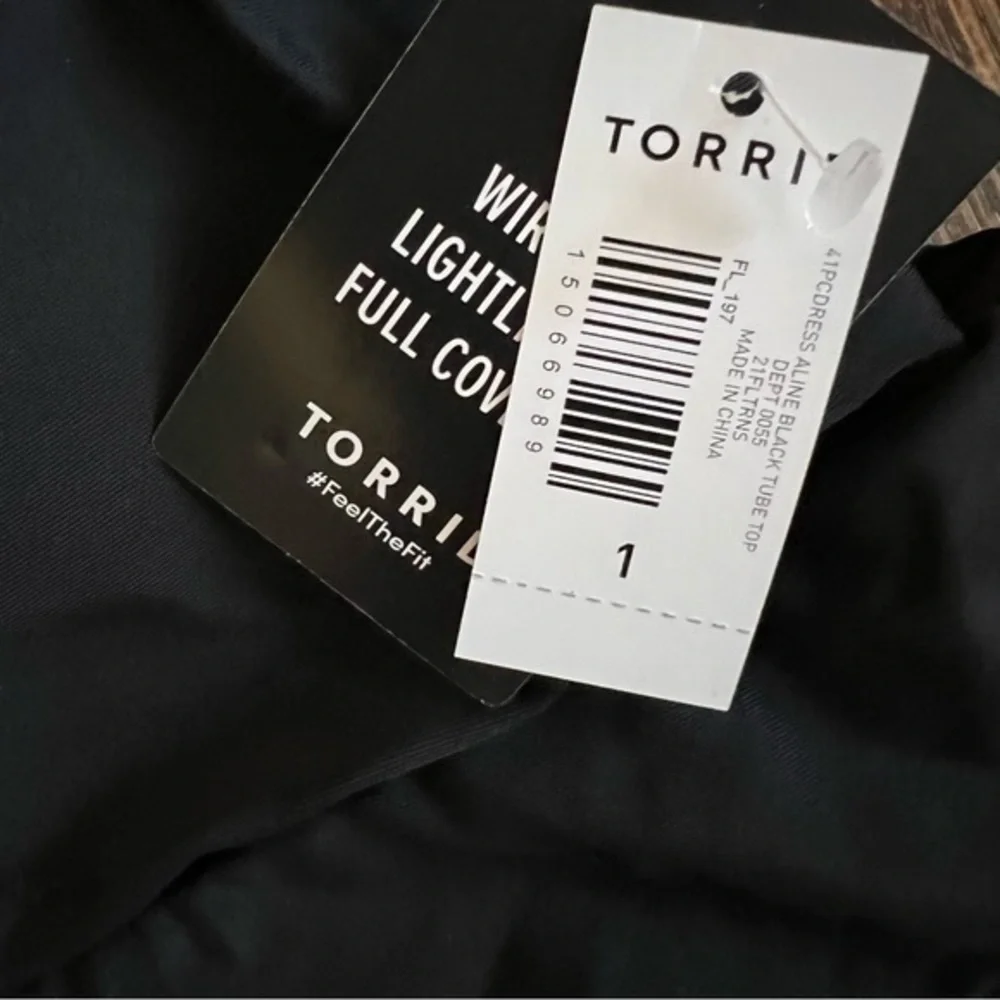 WIR
LIGHTL
FULL COV
TORRID
#FeelTheFit
TORRID
15066989
FL_197
41PCDRESS ALINE BLACK TUBE TOP
DEPT 0055
21FLTRNS
MADE IN CHINA
1